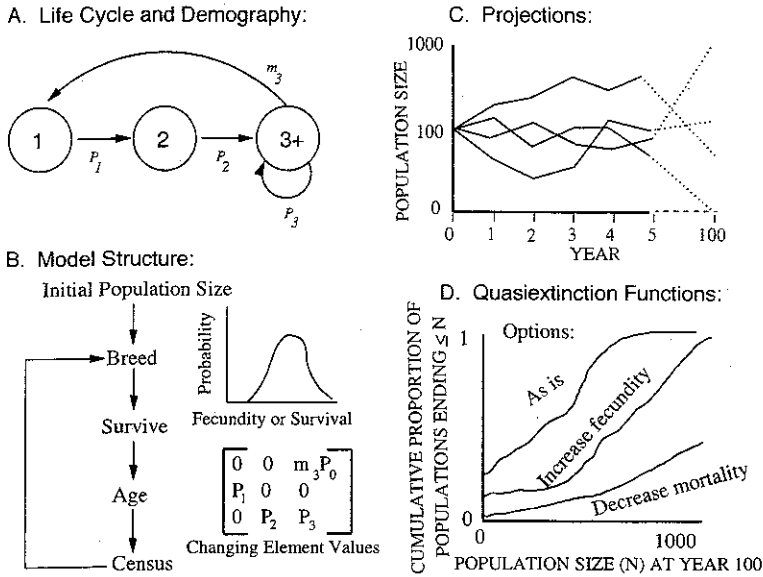 A. Life Cycle and Demography:
m3
1
2
3+
P1
P2
P3
B. Model Structure:
Initial Population Size
Breed
Survive
Age
Census
Probability
Fecundity or Survival
0 0 m3P0
P1 0 0
0 P2 P3
Changing Element Values
C. Projections:
POPULATION SIZE
1000
100
0
0 1 2 3 4 5 100
YEAR
D. Quasiextinction Functions:
CUMULATIVE PROPORTION OF
POPULATIONS ENDING ≤ N
1
0
Options:
As is
Increase fecundity
Decrease mortality
0 1000
POPULATION SIZE (N) AT YEAR 100